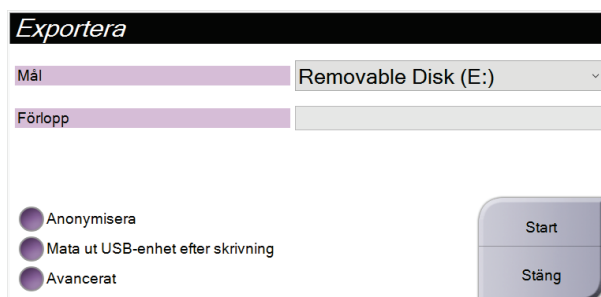 Exportera
Mål
Removable Disk (E:)
Förlopp
Anonymisera
Mata ut USB-enhet efter skrivning
Avancerat
Start
Stäng